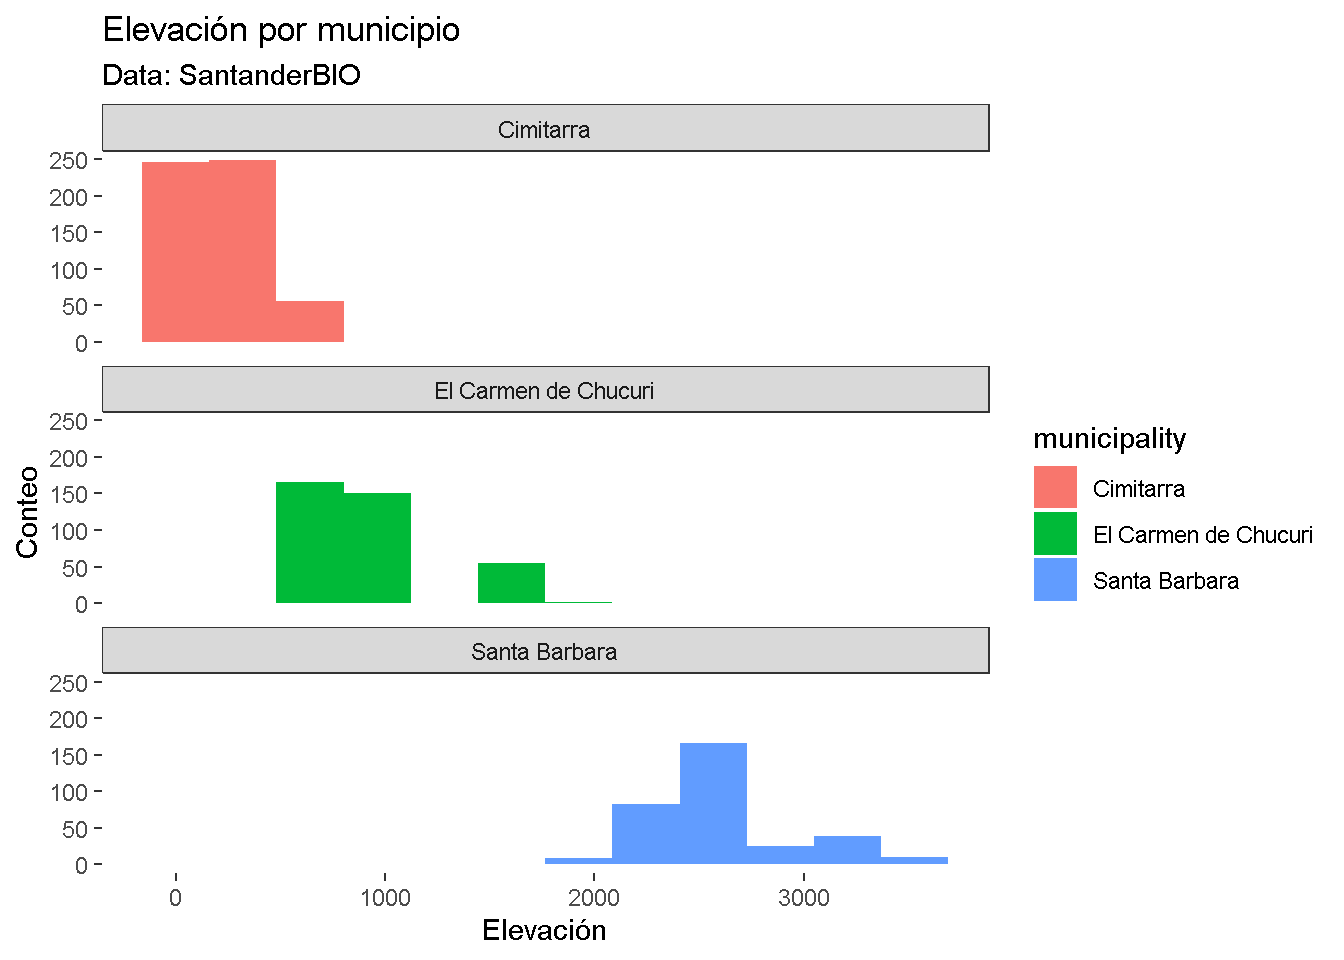 Elevación por municipio
Data: SantanderBIO
Cimitarra
250
200
150
100
50
0
El Carmen de Chucuri
250
200
150
100
50
0
Santa Barbara
250
200
150
100
50
0
0 1000 2000 3000
Elevación
Conteo
municipality
Cimitarra
El Carmen de Chucuri
Santa Barbara